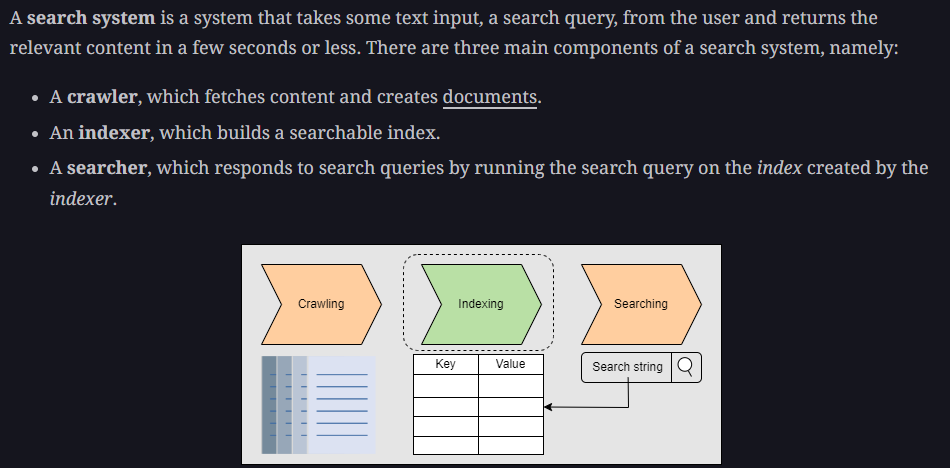 A search system is a system that takes some text input, a search query, from the user and returns the
relevant content in a few seconds or less. There are three main components of a search system, namely:
• A crawler, which fetches content and creates documents.
• An indexer, which builds a searchable index.
• A searcher, which responds to search queries by running the search query on the index created by the
indexer.
Crawling
Indexing
Searching
Key
Value
Search string